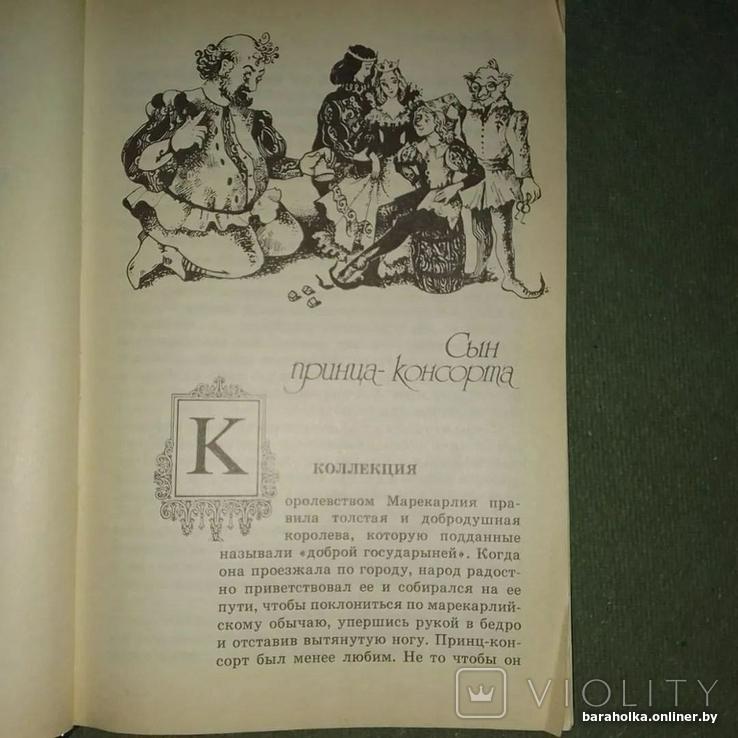 Сын
принца-консорта
КОЛЛЕКЦИЯ
Королевством Марекарлия пра-
вила толстая и добродушная
королева, которую подданные
называли «доброй государыней». Когда
она проезжала по городу, народ радост-
но приветствовал ее и собирался на ее
пути, чтобы поклониться по марекарлий-
скому обычаю, упершись рукой в бедро
и отставив вытянутую ногу. Принц-кон-
сорт был менее любим. Не то чтобы он
VIOLITY
baraholka.onliner.by